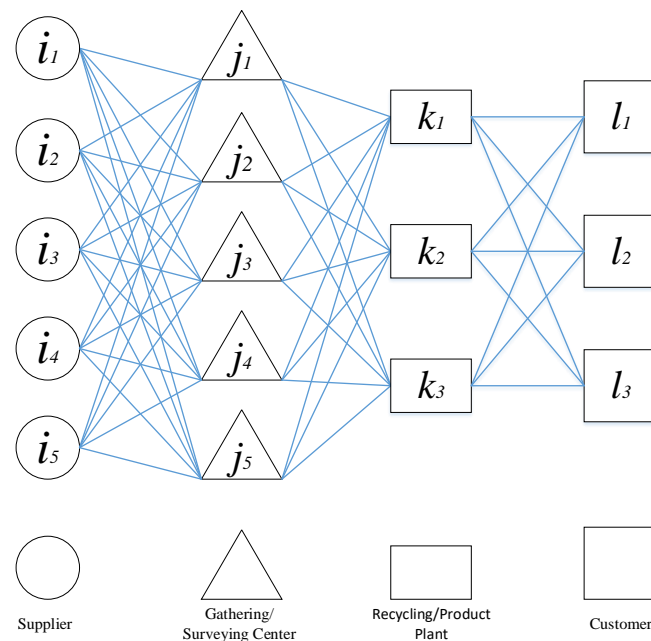 i1
j1
k1
l1
i2
j2
i3
j3
k2
l2
i4
j4
k3
l3
i5
j5
Supplier
Gathering/
Surveying Center
Recycling/Product
Plant
Customer